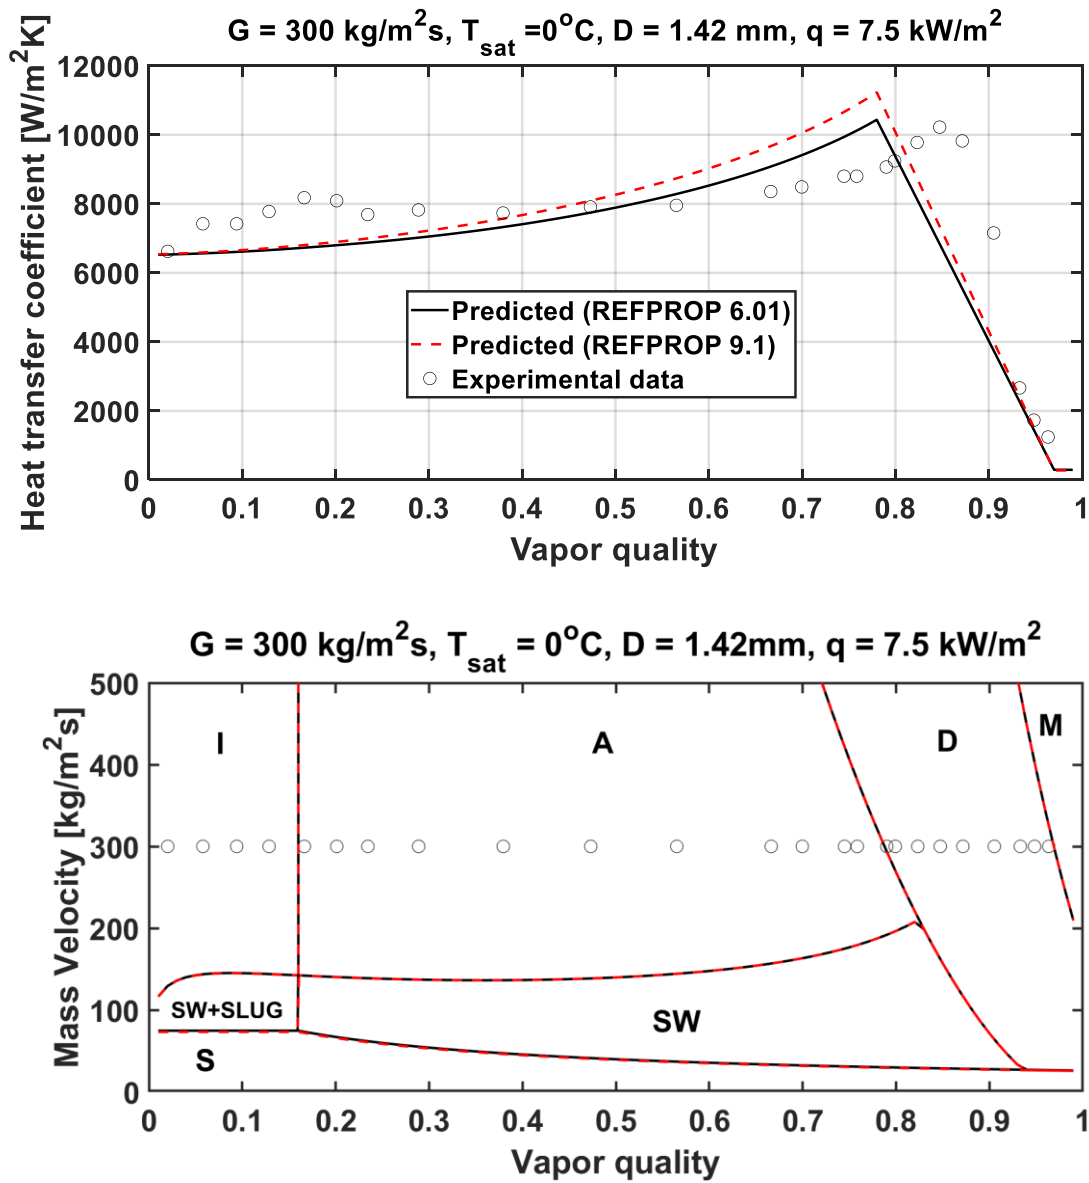 G = 300 kg/m²s, T_sat =0°C, D = 1.42 mm, q = 7.5 kW/m²
Heat transfer coefficient [W/m²K]
12000
10000
8000
6000
4000
2000
0
Predicted (REFPROP 6.01)
Predicted (REFPROP 9.1)
Experimental data
0 0.1 0.2 0.3 0.4 0.5 0.6 0.7 0.8 0.9 1
Vapor quality
G = 300 kg/m²s, T_sat = 0°C, D = 1.42mm, q = 7.5 kW/m²
Mass Velocity [kg/m²s]
500
400
300
200
100
0
I A D M
SW+SLUG SW
S
0 0.1 0.2 0.3 0.4 0.5 0.6 0.7 0.8 0.9 1
Vapor quality